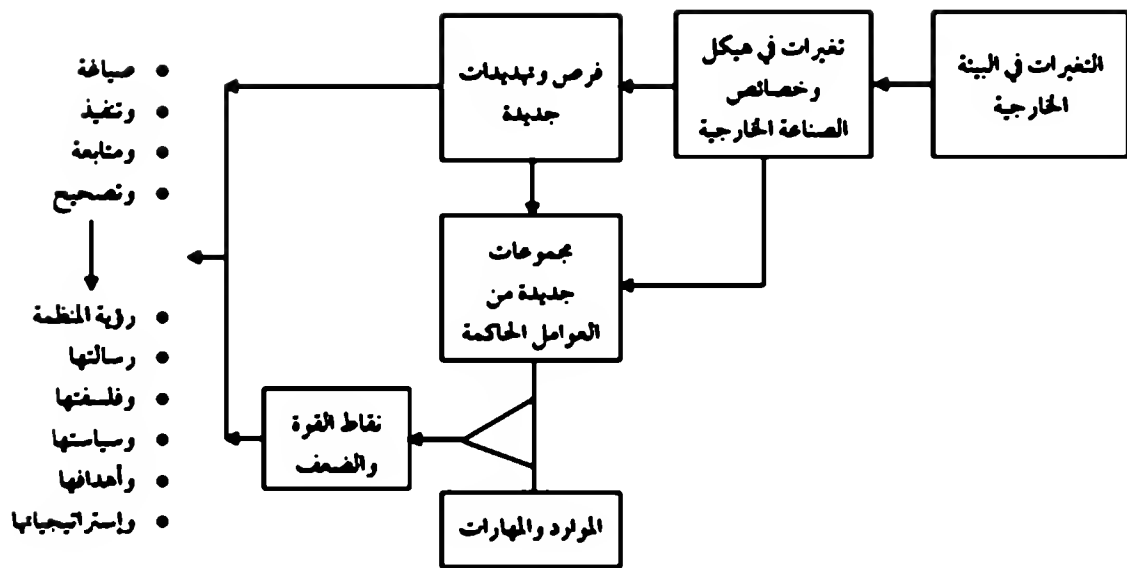 التغيرات في البيئة
الخارجية
تغيرات في هيكل
وخصائص
الصناعة الخارجية
فرص وتهديدات
جديدة
مجموعات
جديدة من
العوامل الحاكمة
نقاط القوة
والضعف
الموارد والمهارات
• صياغة
• وتنفيذ
• ومتابعة
• وتصحيح
• رؤية المنظمة
• رسالتها
• وفلسفتها
• وسياستها
• وأهدافها
• وإستراتيجياتها